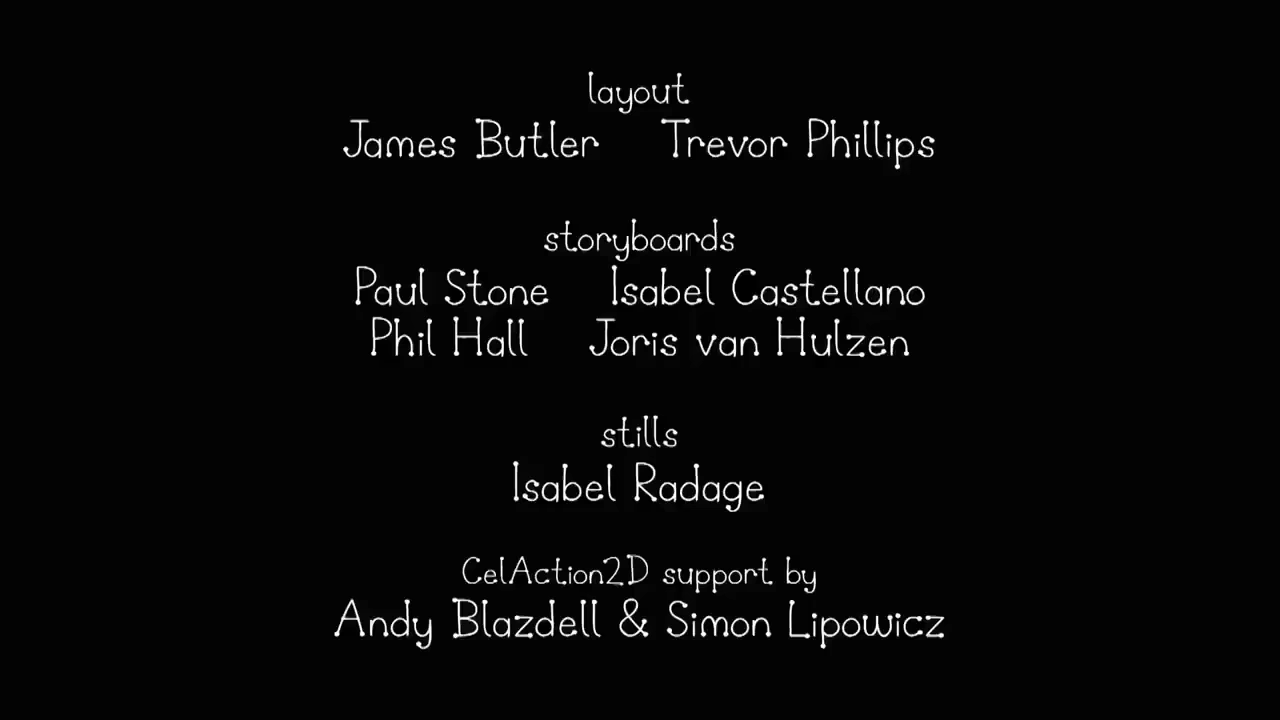 layout
James Butler Trevor Phillips
storyboards
Paul Stone Isabel Castellano
Phil Hall Joris van Hulzen
stills
Isabel Radage
CelAction2D support by
Andy Blazdell & Simon Lipowicz